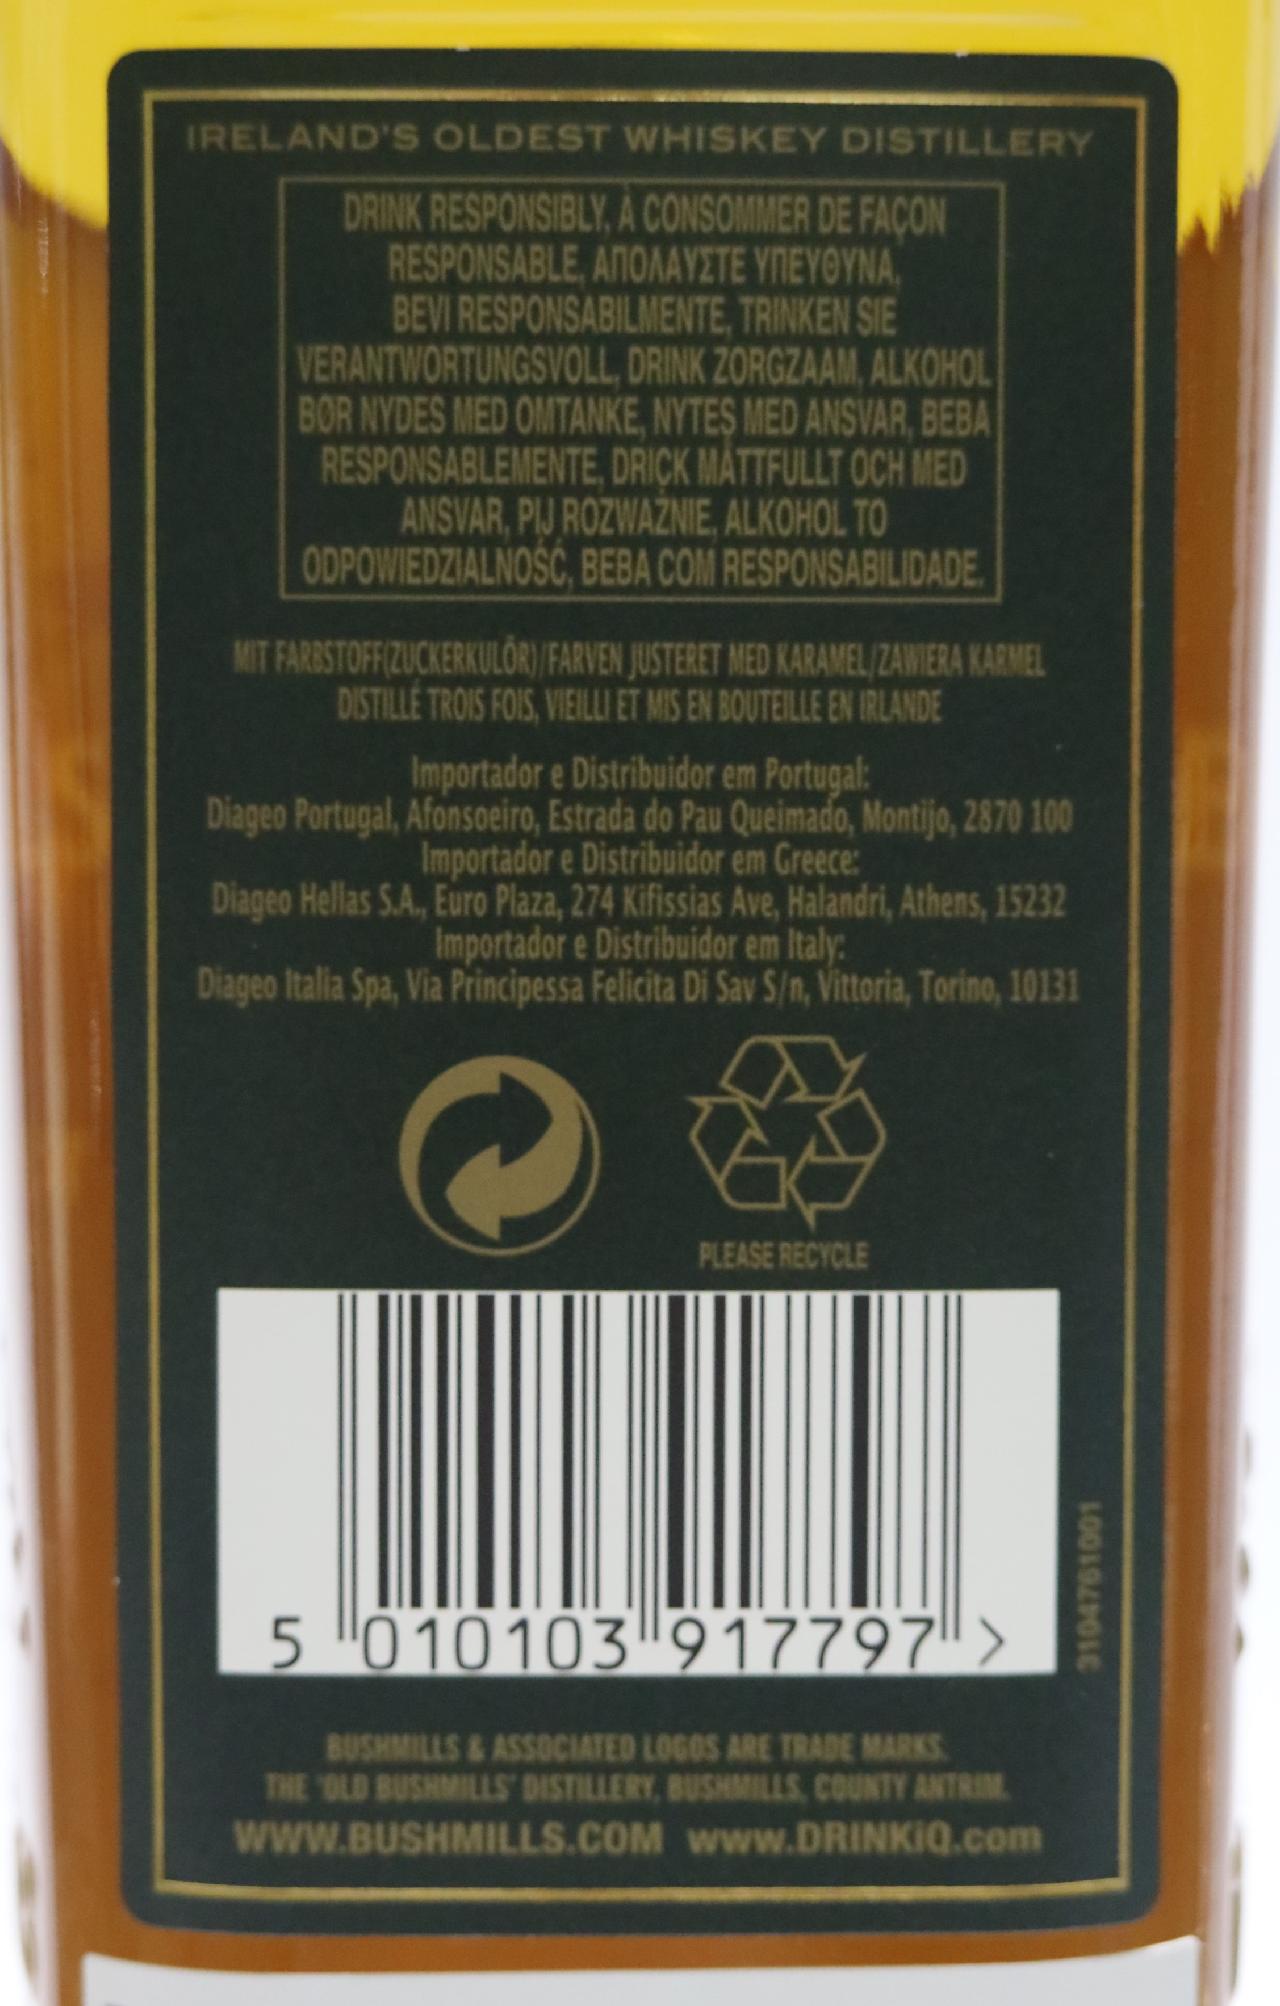 IRELAND'S OLDEST WHISKEY DISTILLERY
DRINK RESPONSIBLY, À CONSOMMER DE FAÇON
RESPONSABLE, ΑΠΟΛΑΥΣΤΕ ΥΠΕΥΘΥΝΑ,
BEVI RESPONSABILMENTE, TRINKEN SIE
VERANTWORTUNGSVOLL, DRINK ZORGZAAM, ALKOHOL
BØR NYDES MED OMTANKE, NYTES MED ANSVAR, BEBA
RESPONSABLEMENTE, DRICK MÅTTFULLT OCH MED
ANSVAR, PIJ ROZWAŻNIE, ALKOHOL TO
ODPOWIEDZIALNOŚĆ, BEBA COM RESPONSABILIDADE.
MIT FARBSTOFF(ZUCKERKULÖR)/FARVEN JUSTERET MED KARAMEL/ZAWIERA KARMEL
DISTILLÉ TROIS FOIS, VIEILLI ET MIS EN BOUTEILLE EN IRLANDE
Importador e Distribuidor em Portugal:
Diageo Portugal, Afonsoeiro, Estrada do Pau Queimado, Montijo, 2870 100
Importador e Distribuidor em Greece:
Diageo Hellas S.A., Euro Plaza, 274 Kifissias Ave, Halandri, Athens, 15232
Importador e Distribuidor em Italy:
Diageo Italia Spa, Via Principessa Felicita Di Sav S/n, Vittoria, Torino, 10131
PLEASE RECYCLE
5 010103 917797 >
3104761001
BUSHMILLS & ASSOCIATED LOGOS ARE TRADE MARKS.
THE 'OLD BUSHMILLS' DISTILLERY, BUSHMILLS, COUNTY ANTRIM.
WWW.BUSHMILLS.COM www.DRINKiQ.com